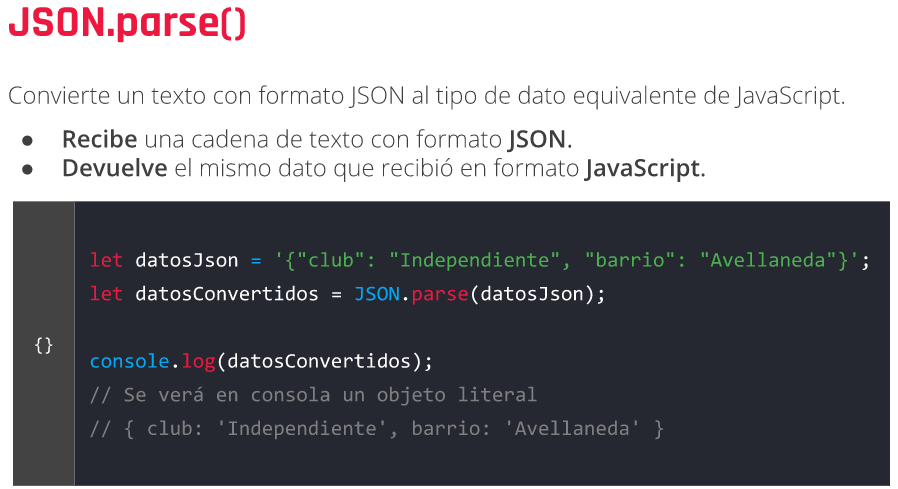 JSON.parse()
Convierte un texto con formato JSON al tipo de dato equivalente de JavaScript.
● Recibe una cadena de texto con formato JSON.
● Devuelve el mismo dato que recibió en formato JavaScript.
let datosJson = '{"club": "Independiente", "barrio": "Avellaneda"}';
let datosConvertidos = JSON.parse(datosJson);
{}
console.log(datosConvertidos);
// Se verá en consola un objeto literal
// { club: 'Independiente', barrio: 'Avellaneda' }